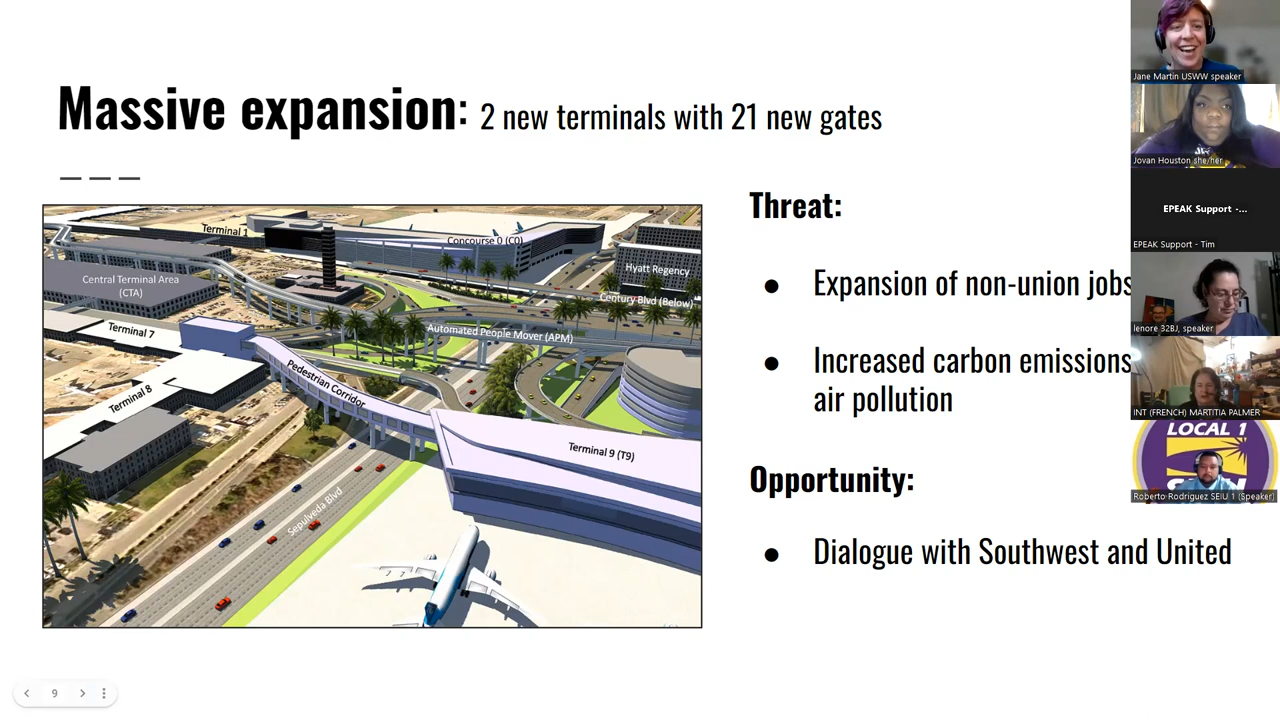 Massive expansion: 2 new terminals with 21 new gates
Terminal 1
Concourse 0 (C0)
Hyatt Regency
Central Terminal Area
(CTA)
Century Blvd (Below)
Automated People Mover (APM)
Terminal 7
Pedestrian Corridor
Terminal 8
Terminal 9 (T9)
Sepulveda Blvd
Threat:
● Expansion of non-union jobs
● Increased carbon emissions
air pollution
Opportunity:
● Dialogue with Southwest and United
Jane Martin USWW speaker
Jovan Houston she/her
EPEAK Support -...
EPEAK Support - Tim
lenore 32BJ, speaker
INT (FRENCH) MARTITIA PALMER
LOCAL 1
Roberto Rodriguez SEIU 1 (Speaker)
9